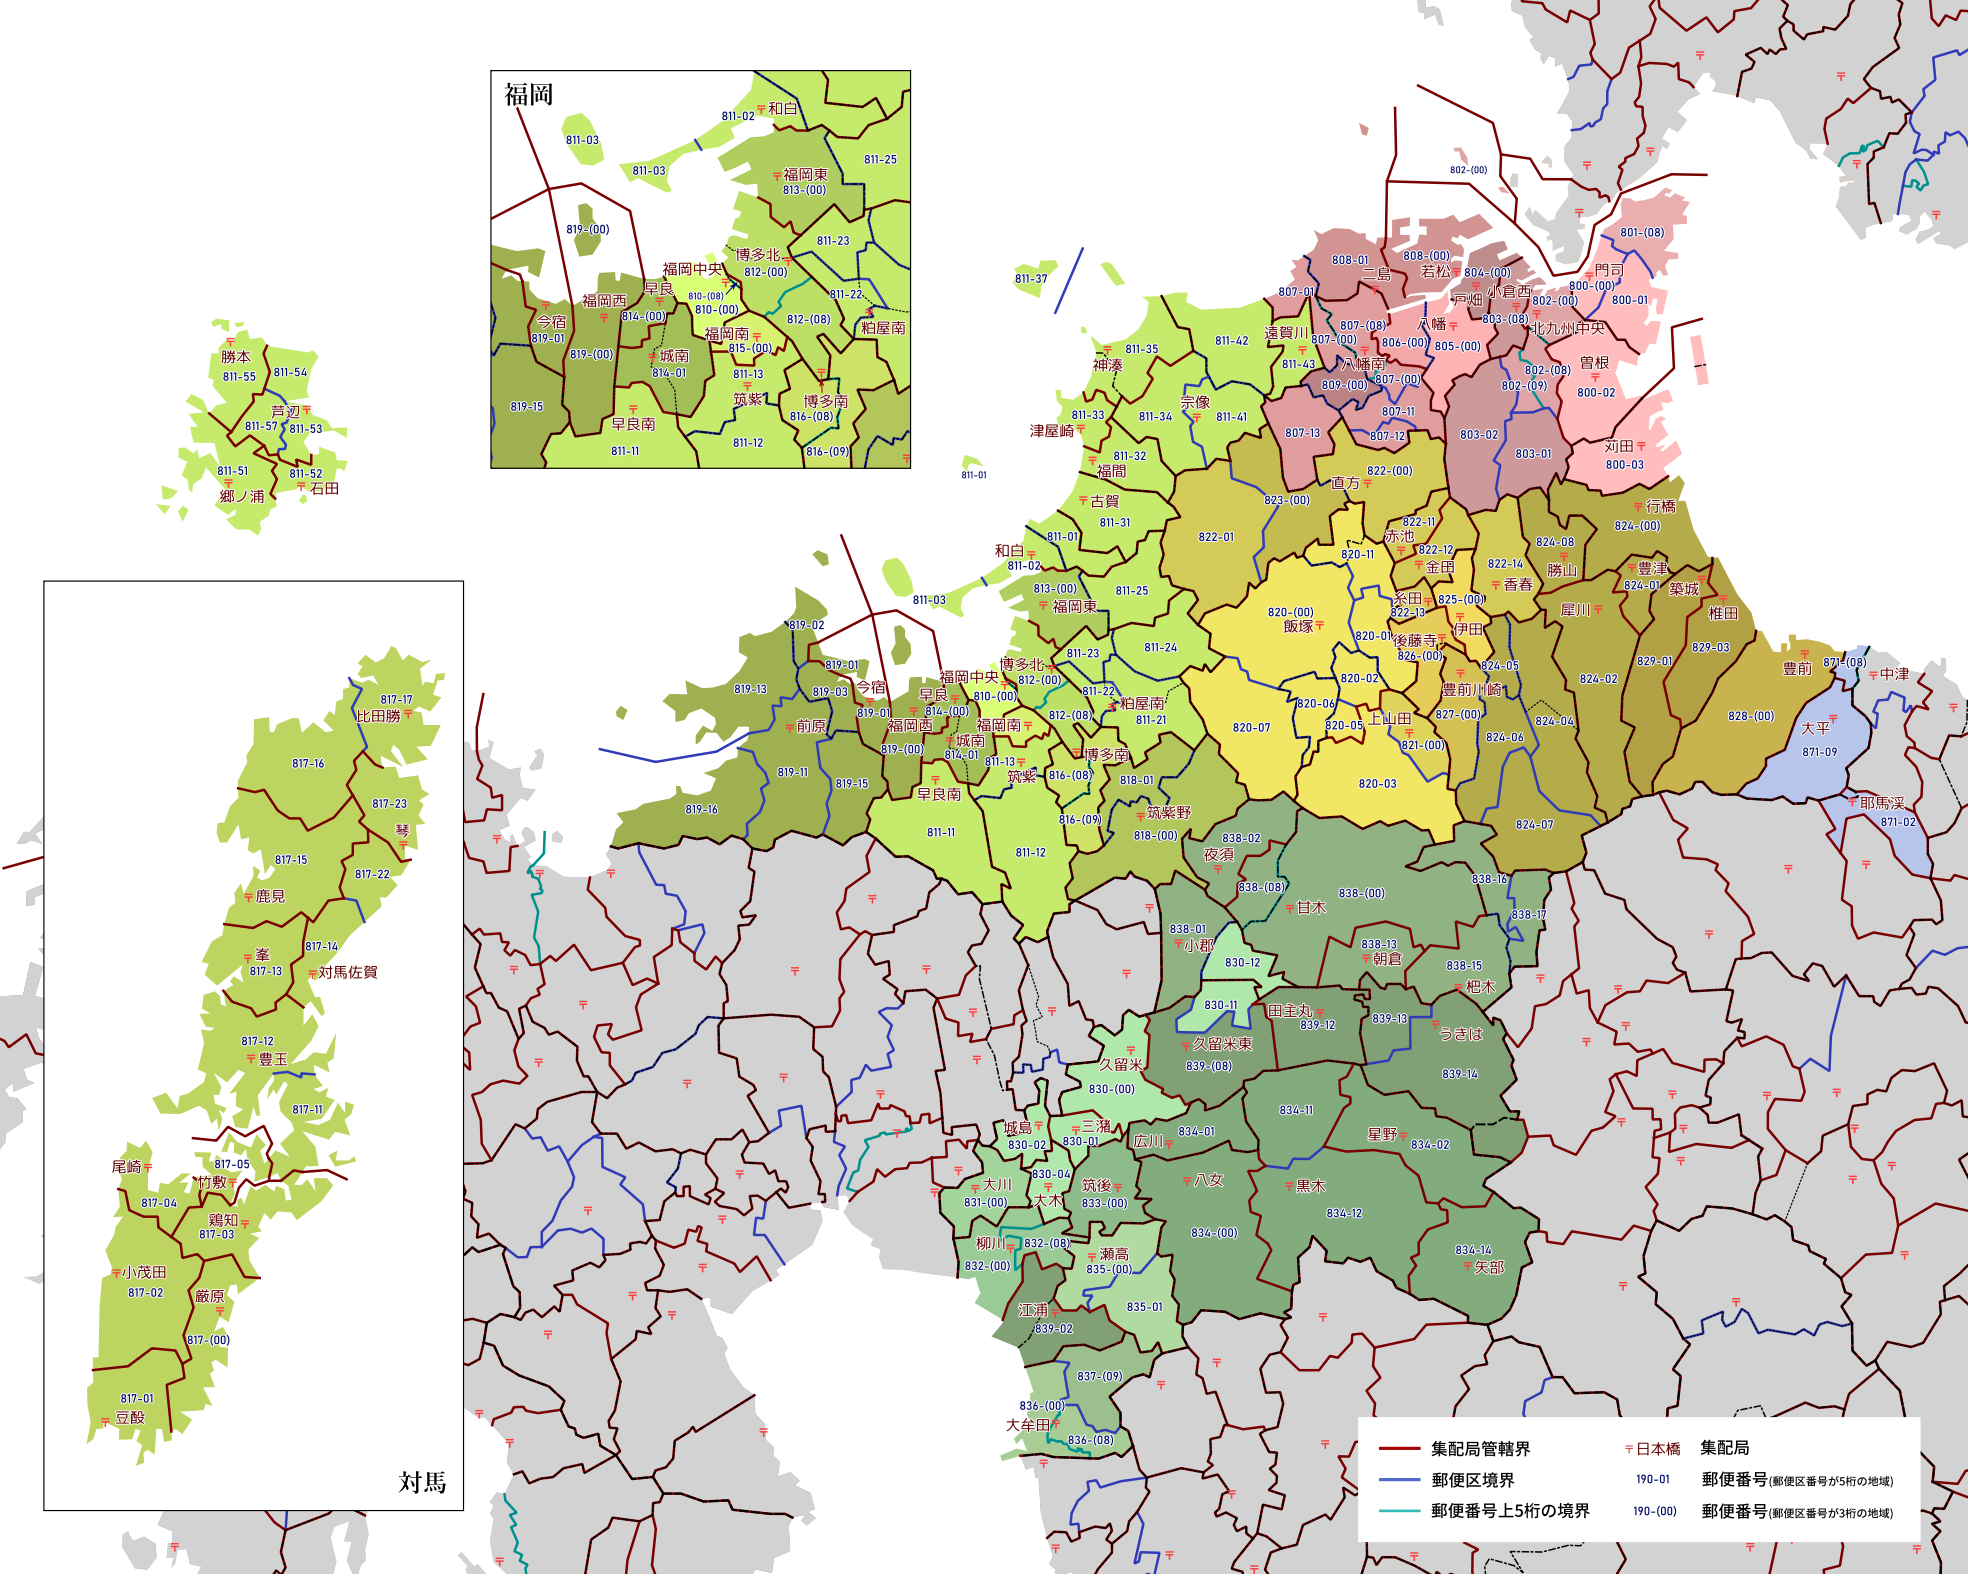 福岡
811-02
和白
811-03
811-03
811-25
福岡東
813-(00)
819-(00)
811-23
博多北
812-(00)
福岡中央
早良
810-(08)
810-(00)
811-22
福岡西
814-(00)
812-(08)
粕屋南
今宿
819-01
福岡南
815-(00)
819-(00)
城南
814-01
811-13
筑紫
819-15
博多南
816-(08)
早良南
811-11
811-12
816-(09)
勝本
811-55
811-54
芦辺
811-57
811-53
811-51
811-52
郷ノ浦
石田
817-17
比田勝
817-16
817-23
琴
817-15
817-22
鹿見
817-14
峯
817-13
対馬佐賀
817-12
豊玉
817-11
817-05
尾崎
竹敷
817-04
鶏知
817-03
小茂田
817-02
厳原
817-(00)
817-01
豆酘
対馬
802-(00)
801-(08)
808-01
808-(00)
二島
若松
804-(00)
門司
800-(00)
807-01
戸畑
小倉西
802-(00)
800-01
811-37
遠賀川
807-(08)
八幡
803-(08)
北九州中央
811-35
811-42
807-(00)
806-(00)
805-(00)
神湊
811-43
八幡南
曽根
802-(08)
809-(00)
807-(00)
802-(09)
800-02
宗像
811-33
811-34
811-41
807-11
津屋崎
807-13
807-12
803-02
811-32
803-01
苅田
800-03
福間
811-01
822-(00)
直方
823-(00)
古賀
行橋
811-31
822-11
824-(00)
811-01
822-01
赤池
824-08
和白
820-11
822-12
811-02
金田
822-14
勝山
豊津
813-(00)
811-25
香春
824-01
築城
811-03
福岡東
糸田
825-(00)
820-(00)
822-13
犀川
椎田
819-02
飯塚
伊田
820-01
後藤寺
811-23
811-24
826-(00)
829-03
819-01
博多北
824-05
829-01
豊前
871-(08)
中津
福岡中央
812-(00)
820-02
824-02
819-13
819-03
今宿
早良
810-(00)
811-22
豊前川崎
819-01
814-(00)
粕屋南
820-06
827-(00)
828-(00)
前原
福岡西
福岡南
812-(08)
811-21
820-07
820-05
上山田
824-04
大平
城南
819-(00)
821-(00)
824-06
871-09
814-01
811-13
博多南
819-11
筑紫
816-(08)
818-01
819-15
820-03
早良南
耶馬渓
819-16
816-(09)
筑紫野
871-02
811-11
818-(00)
824-07
838-02
811-12
夜須
838-16
838-(08)
838-(00)
甘木
838-17
838-01
小郡
838-13
830-12
朝倉
838-15
杷木
830-11
田主丸
839-12
839-13
うきは
久留米東
久留米
839-(08)
839-14
830-(00)
834-11
城島
三潴
834-01
星野
830-02
830-01
広川
834-02
830-04
大川
筑後
八女
黒木
831-(00)
大木
833-(00)
834-12
834-(00)
柳川
832-(08)
瀬高
834-14
832-(00)
835-(00)
矢部
江浦
835-01
839-02
837-(09)
836-(00)
大牟田
836-(08)
集配局管轄界
日本橋
集配局
郵便区境界
190-01
郵便番号(郵便区番号が5桁の地域)
郵便番号上5桁の境界
190-(00)
郵便番号(郵便区番号が3桁の地域)